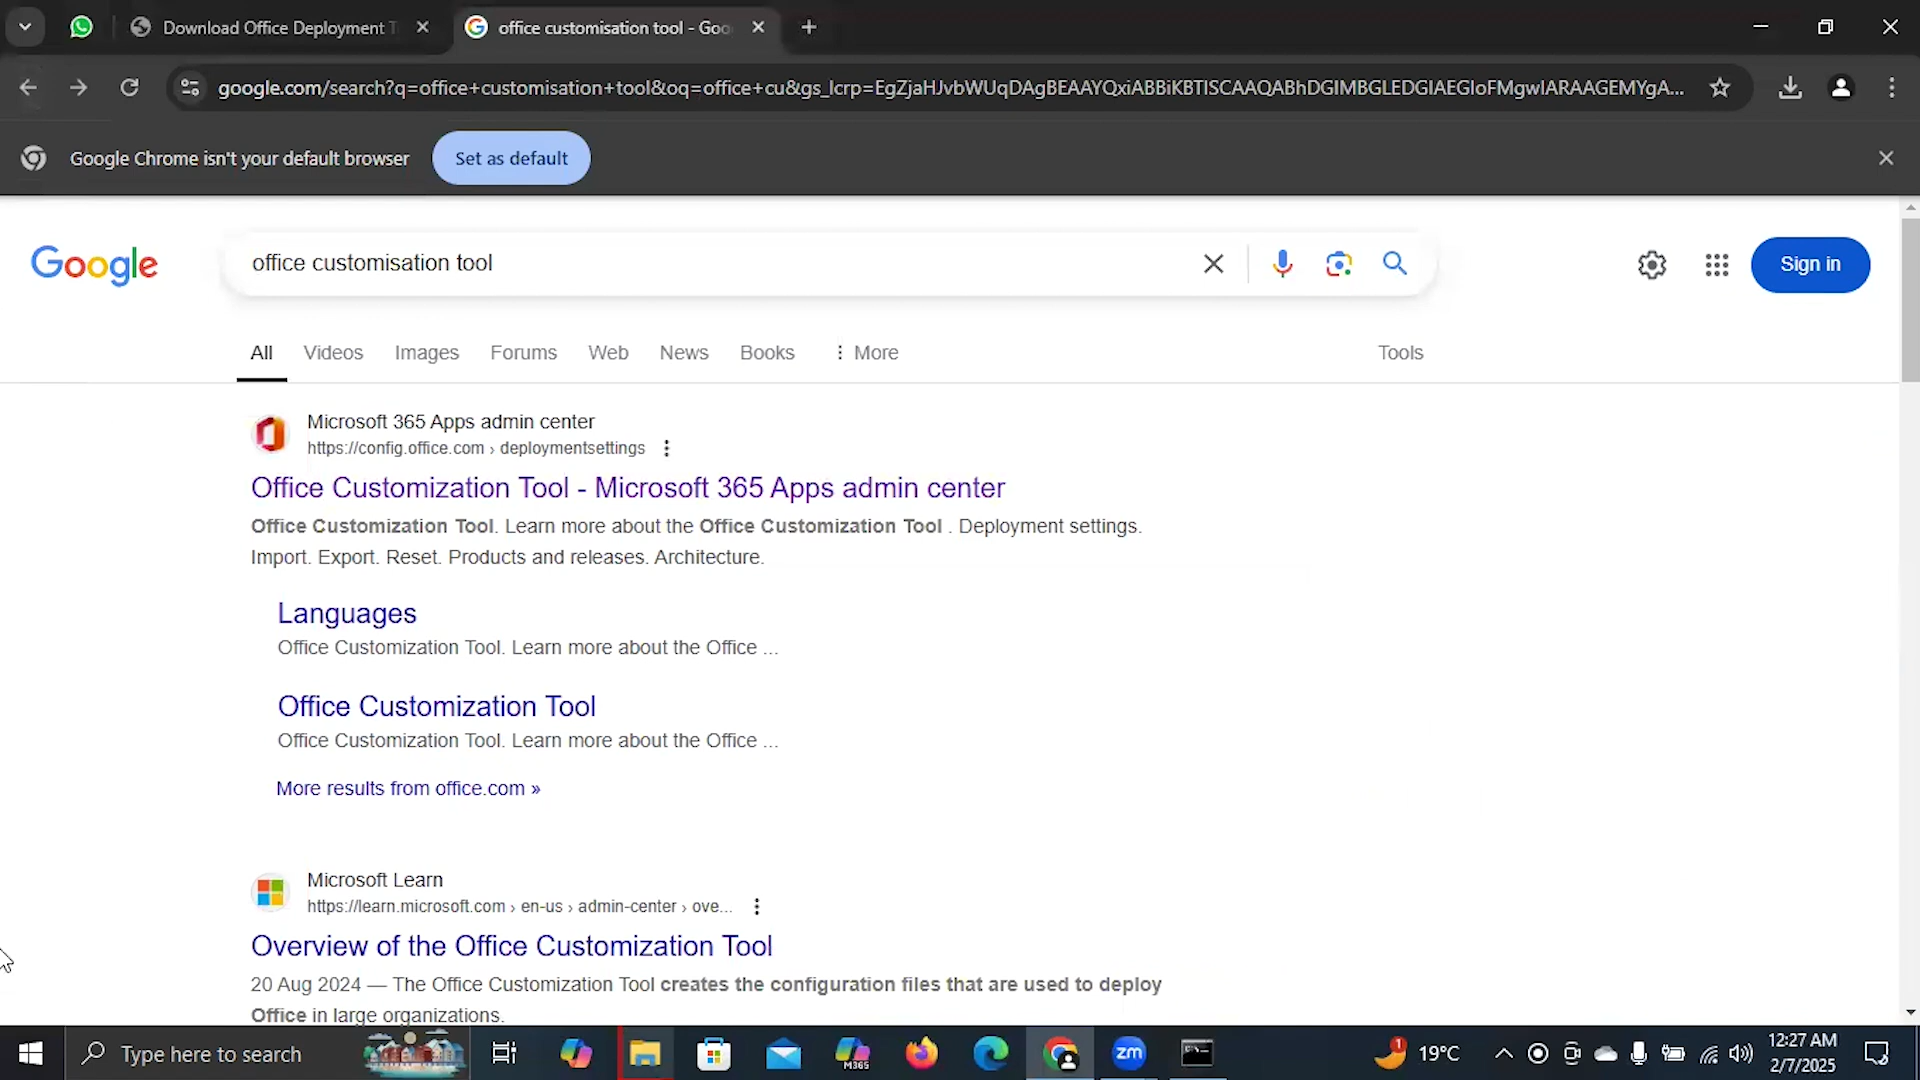 Download Office Deployment T
office customisation tool - Goo
google.com/search?q=office+customisation+tool&oq=office+cu&gs_lcrp=EgZjaHJvbWUqDAgBEAAYQxiABBiKBTISCAAQABhDGIMBGLEDGIAEGIoFMgwIARAAGEMYgA...
Google Chrome isn't your default browser
Set as default
Google
office customisation tool
Sign in
All
Videos
Images
Forums
Web
News
Books
More
Tools
Microsoft 365 Apps admin center
https://config.office.com › deploymentsettings
Office Customization Tool - Microsoft 365 Apps admin center
Office Customization Tool. Learn more about the Office Customization Tool . Deployment settings.
Import. Export. Reset. Products and releases. Architecture.
Languages
Office Customization Tool. Learn more about the Office ...
Office Customization Tool
Office Customization Tool. Learn more about the Office ...
More results from office.com »
Microsoft Learn
https://learn.microsoft.com › en-us › admin-center › ove...
Overview of the Office Customization Tool
20 Aug 2024 — The Office Customization Tool creates the configuration files that are used to deploy
Office in large organizations.
Type here to search
M365
zm
1
19°C
12:27 AM
2/7/2025